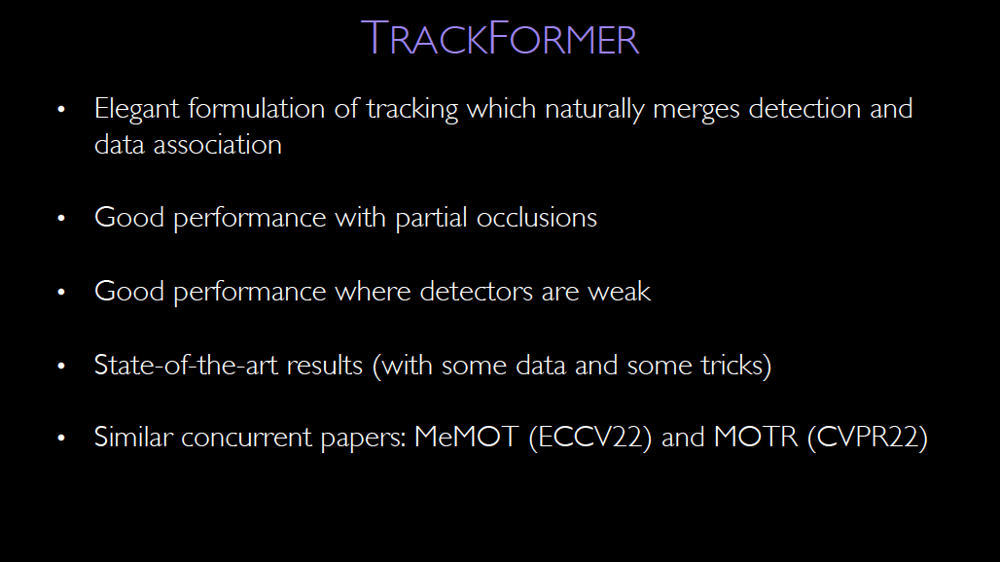 TRACKFORMER
• Elegant formulation of tracking which naturally merges detection and
data association
• Good performance with partial occlusions
• Good performance where detectors are weak
• State-of-the-art results (with some data and some tricks)
• Similar concurrent papers: MeMOT (ECCV22) and MOTR (CVPR22)